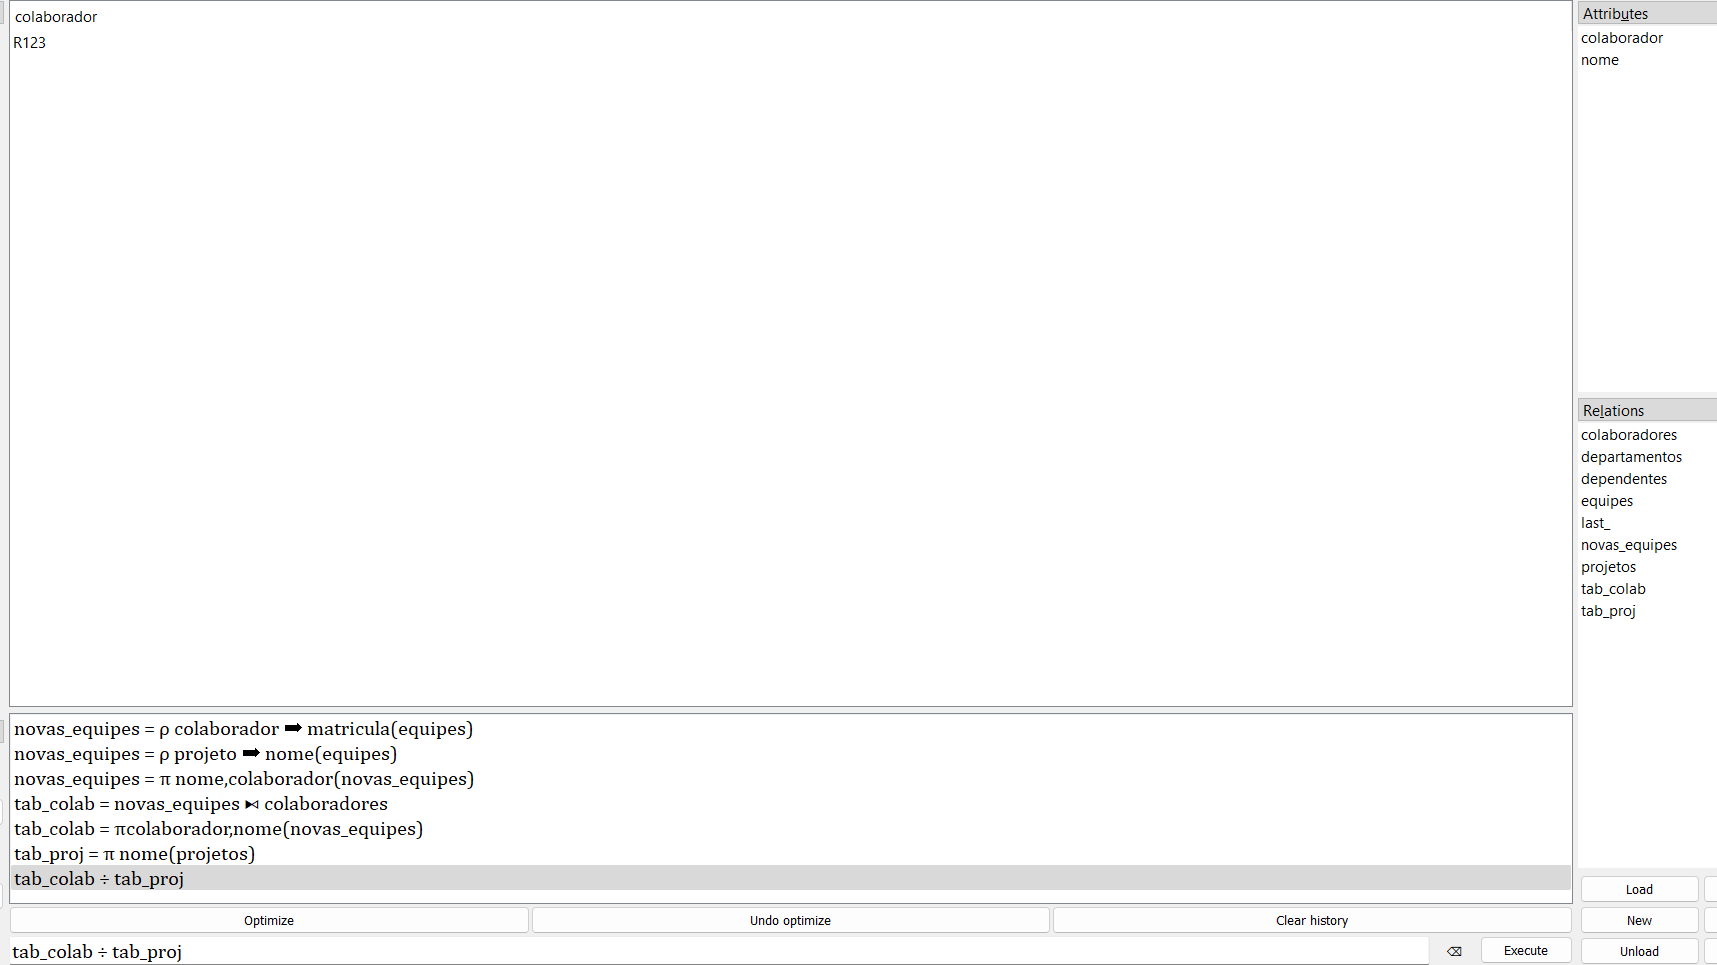 colaborador
R123
Attributes
colaborador
nome
Relations
colaboradores
departamentos
dependentes
equipes
last_
novas_equipes
projetos
tab_colab
tab_proj
novas_equipes = ρ colaborador ➡ matricula(equipes)
novas_equipes = ρ projeto ➡ nome(equipes)
novas_equipes = π nome,colaborador(novas_equipes)
tab_colab = novas_equipes ⧑ colaboradores
tab_colab = πcolaborador,nome(novas_equipes)
tab_proj = π nome(projetos)
tab_colab ÷ tab_proj
Optimize
Undo optimize
Clear history
tab_colab ÷ tab_proj
⌫
Execute
Load
New
Unload